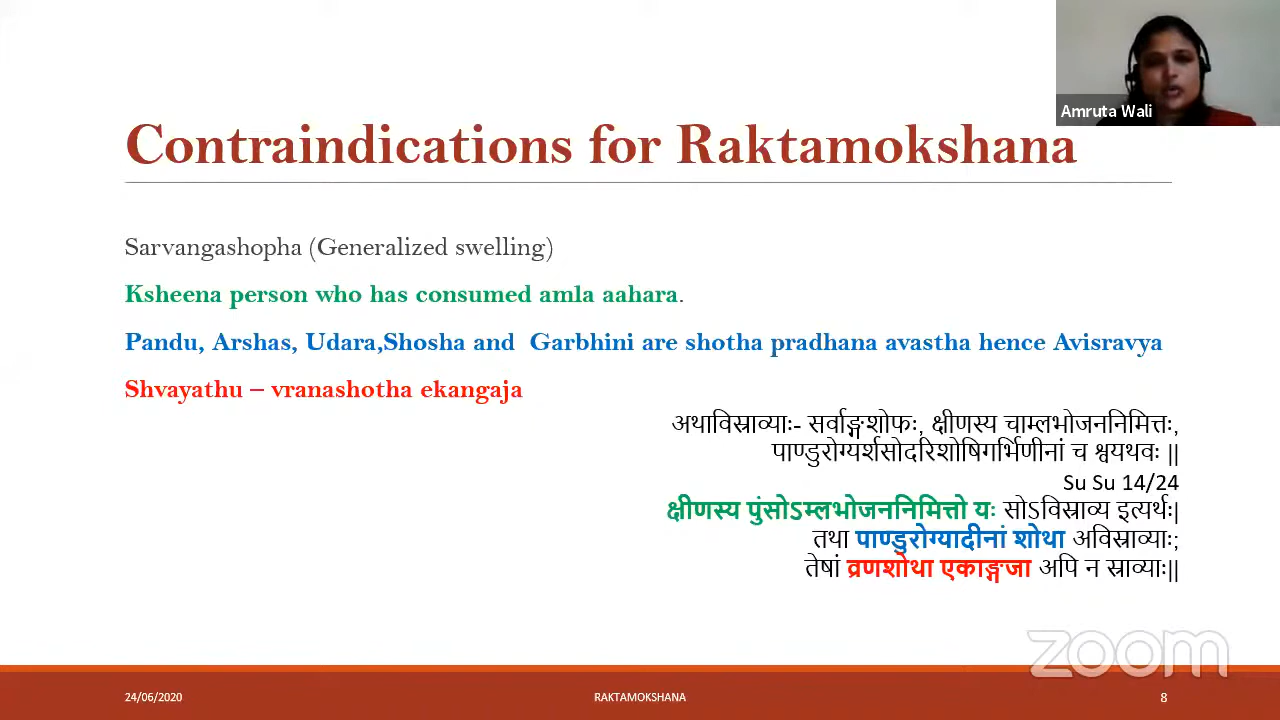 Amruta Wali
Contraindications for Raktamokshana
Sarvangashopha (Generalized swelling)
Ksheena person who has consumed amla aahara.
Pandu, Arshas, Udara,Shosha and Garbhini are shotha pradhana avastha hence Avisravya
Shvayathu – vranashotha ekangaja
अथाविस्राव्याः- सर्वाङ्गशोफः, क्षीणस्य चाम्लभोजननिमित्तः,
पाण्डुरोग्यर्शसोदरिशोषिगर्भिणीनां च श्वयथवः ||
Su Su 14/24
क्षीणस्य पुंसोऽम्लभोजननिमित्तो यः सोऽविस्राव्य इत्यर्थः|
तथा पाण्डुरोग्यादीनां शोथा अविस्राव्याः;
तेषां व्रणशोथा एकाङ्गजा अपि न स्राव्याः||
zoom
24/06/2020
RAKTAMOKSHANA
8